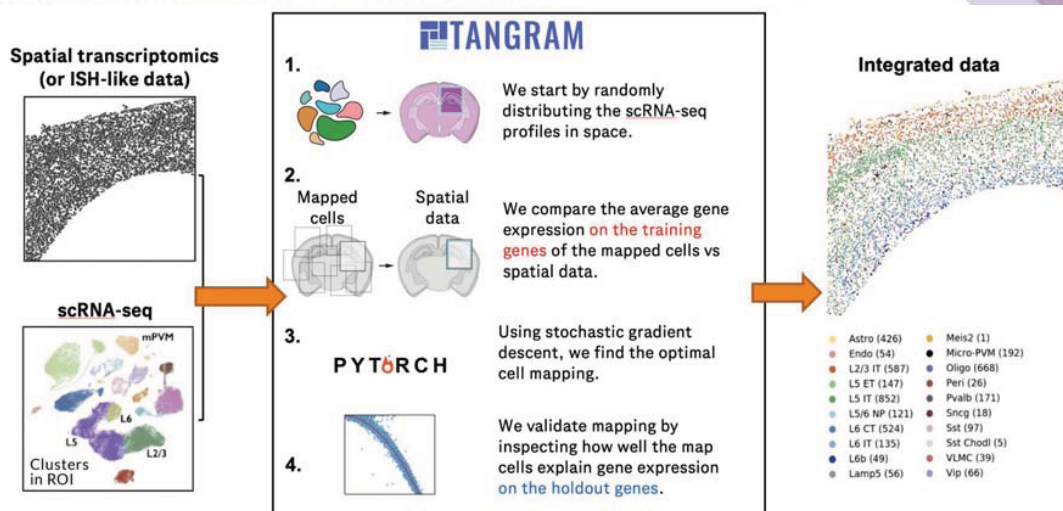 Spatial transcriptomics
(or ISH-like data)
scRNA-seq
mPVM
L6
L5
L2/3
Clusters
in ROI
TANGRAM
1.
We start by randomly
distributing the scRNA-seq
profiles in space.
2.
Mapped
cells
Spatial
data
We compare the average gene
expression on the training
genes of the mapped cells vs
spatial data.
3.
PYTORCH
Using stochastic gradient
descent, we find the optimal
cell mapping.
4.
We validate mapping by
inspecting how well the map
cells explain gene expression
on the holdout genes.
Integrated data
Astro (426)
Endo (54)
L2/3 IT (587)
L5 ET (147)
L5 IT (852)
L5/6 NP (121)
L6 CT (524)
L6 IT (135)
L6b (49)
Lamp5 (56)
Meis2 (1)
Micro-PVM (192)
Oligo (668)
Peri (26)
Pvalb (171)
Sncg (18)
Sst (97)
Sst Chodl (5)
VLMC (39)
Vip (66)